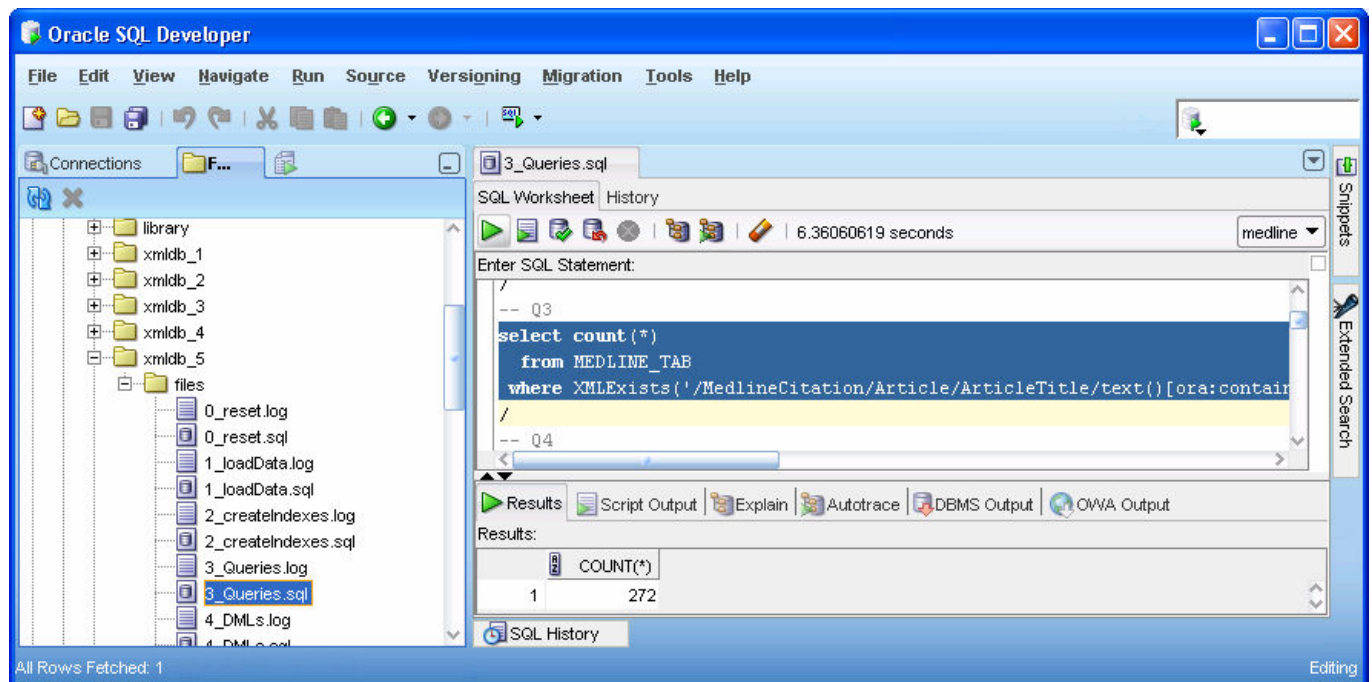 Oracle SQL Developer
File Edit View Navigate Run Source Versioning Migration Tools Help
Connections F...
library
xmldb_1
xmldb_2
xmldb_3
xmldb_4
xmldb_5
files
0_reset.log
0_reset.sql
1_loadData.log
1_loadData.sql
2_createIndexes.log
2_createIndexes.sql
3_Queries.log
3_Queries.sql
4_DMLs.log
4_DMLs.sql
3_Queries.sql
SQL Worksheet History
6.36060619 seconds
medline
Enter SQL Statement:
/
-- Q3
select count(*)
from MEDLINE_TAB
where XMLExists('/MedlineCitation/Article/ArticleTitle/text()[ora:contain
/
-- Q4
Results Script Output Explain Autotrace DBMS Output OWA Output
Results:
COUNT(*)
1 272
SQL History
Snippets
Extended Search
All Rows Fetched: 1
Editing